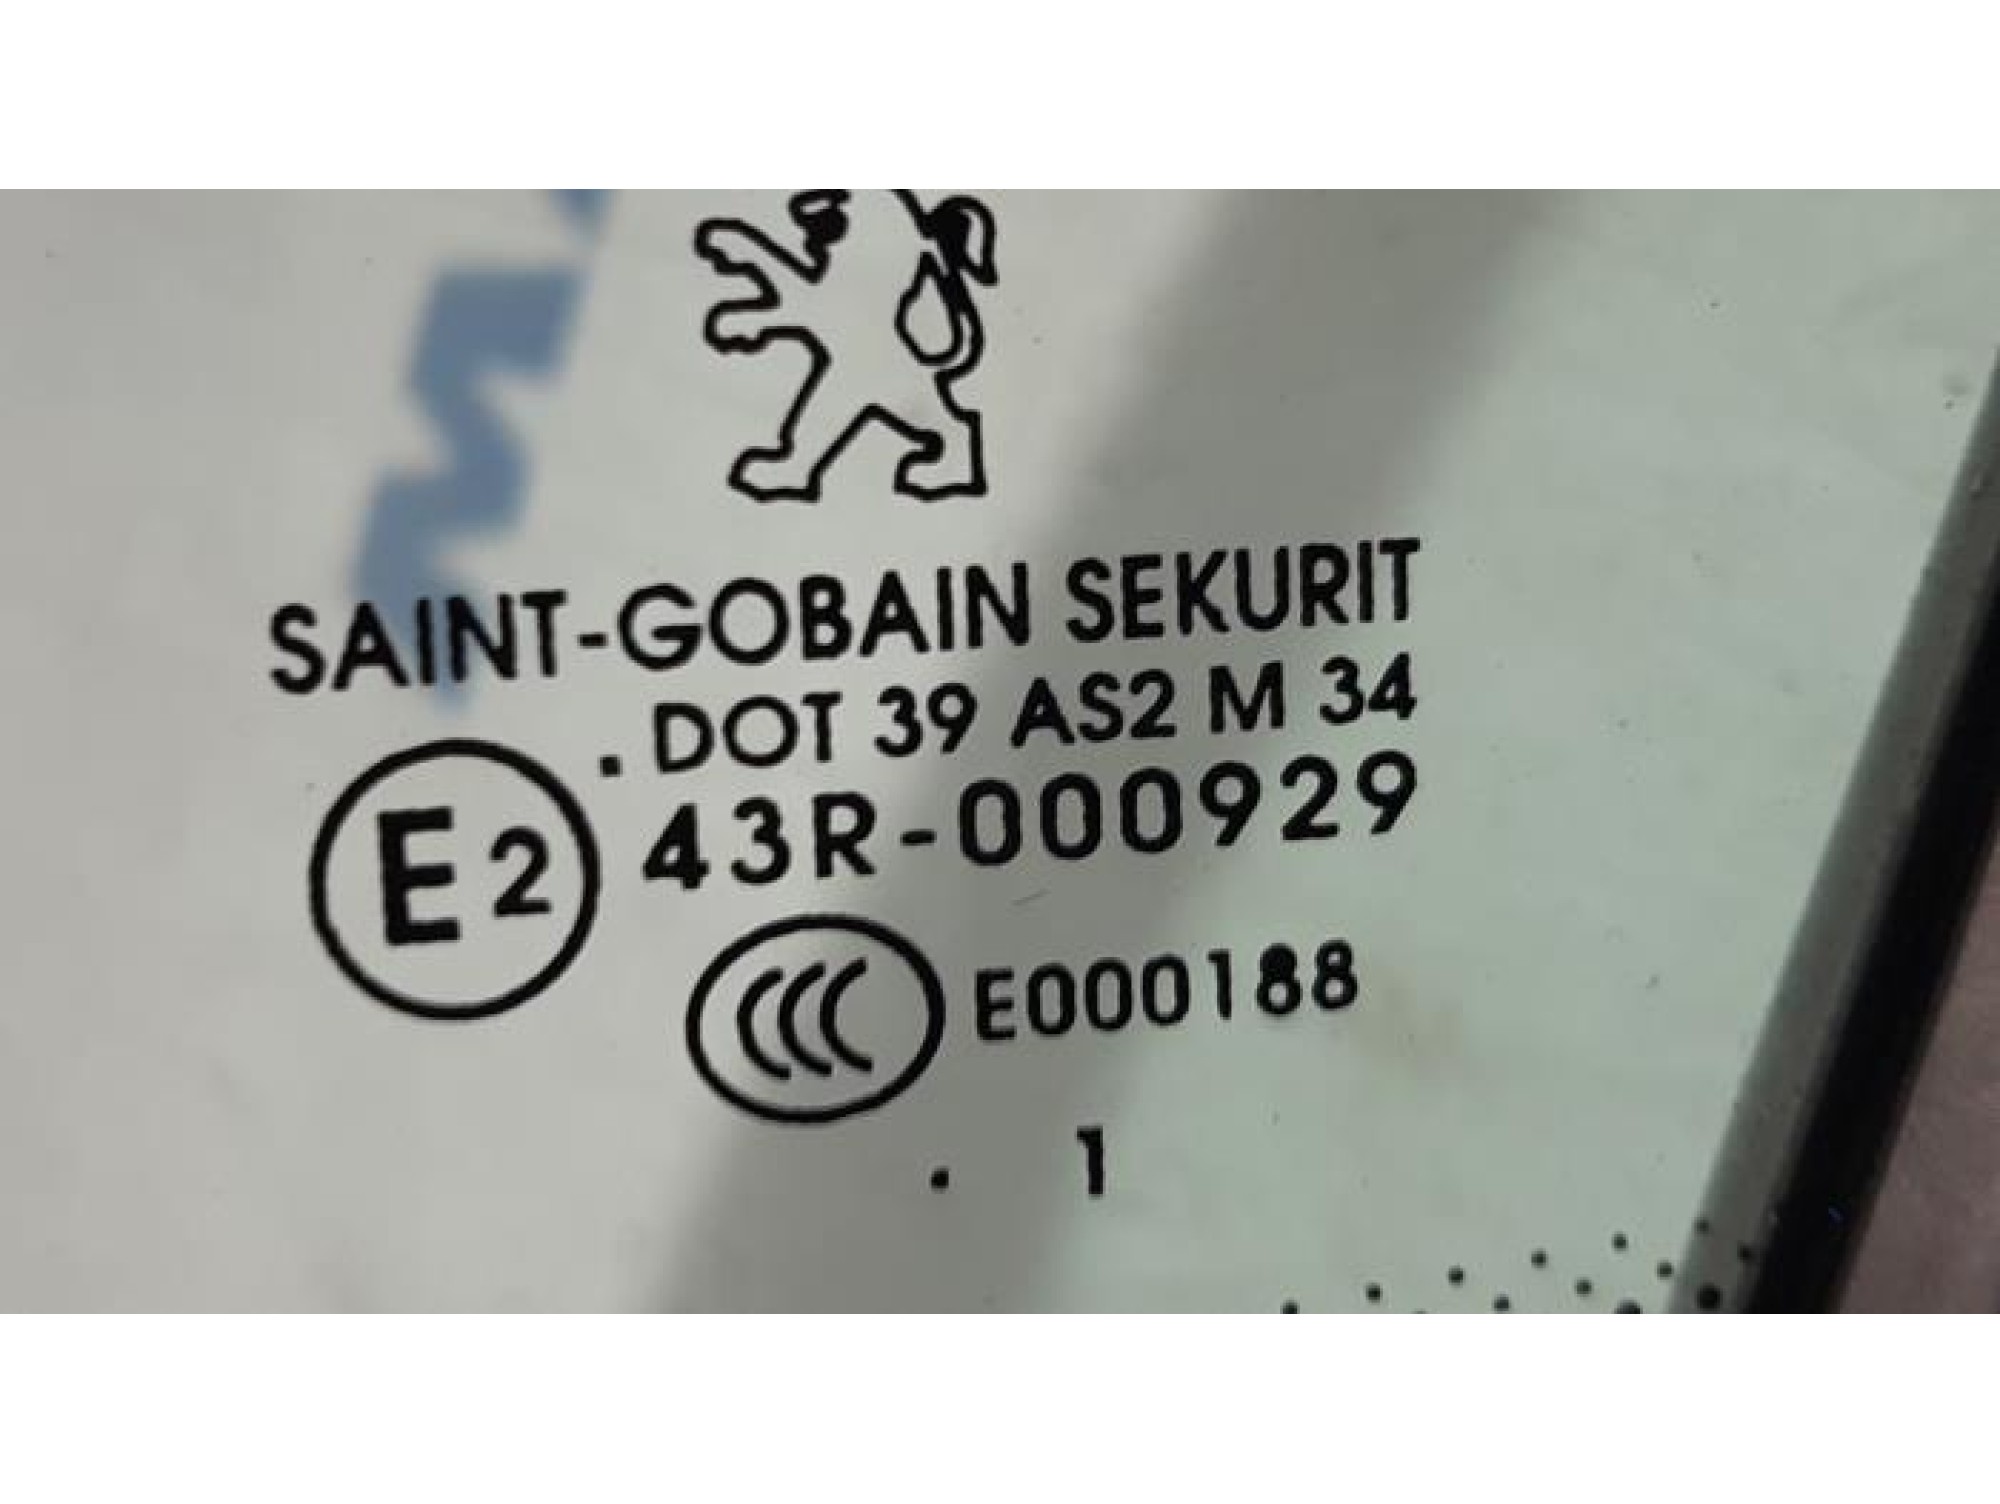 SAINT-GOBAIN SEKURIT
. DOT 39 AS2 M 34
E2 43R-000929
CCC E000188
. 1